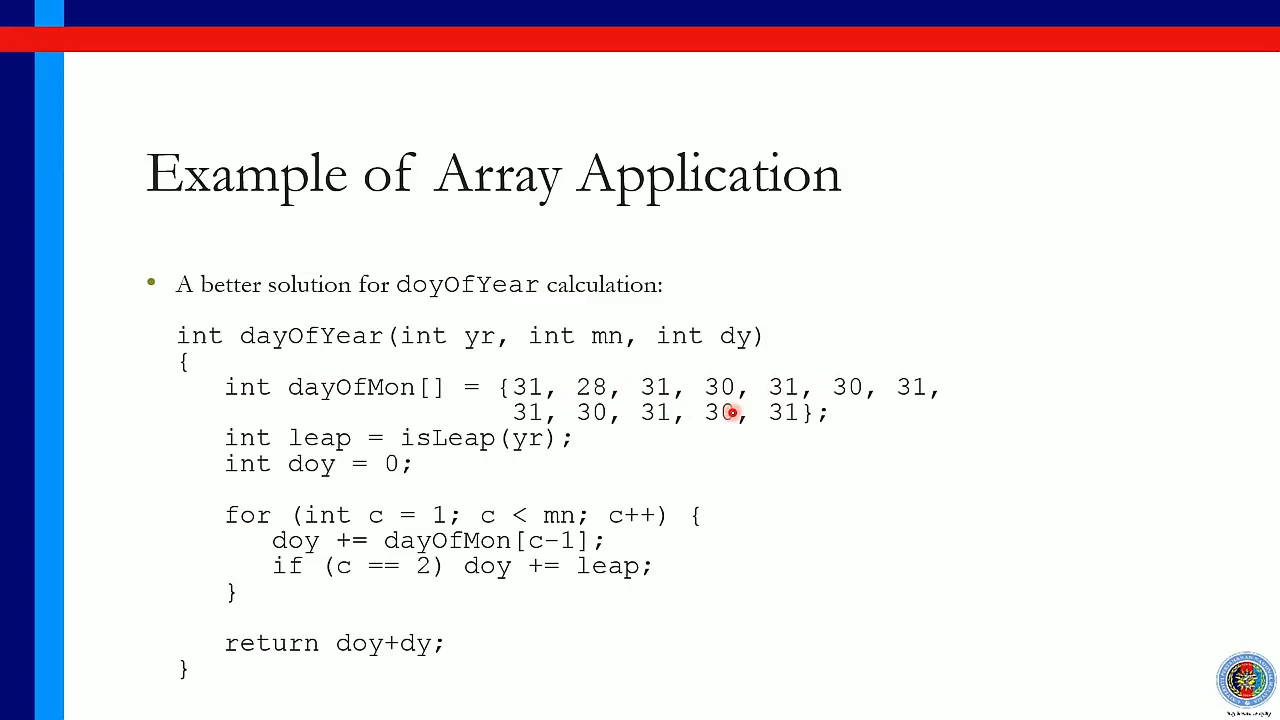 Example of Array Application
• A better solution for doyOfYear calculation:
int dayOfYear(int yr, int mn, int dy)
{
   int dayOfMon[] = {31, 28, 31, 30, 31, 30, 31,
                     31, 30, 31, 30, 31};
   int leap = isLeap(yr);
   int doy = 0;
   for (int c = 1; c < mn; c++) {
      doy += dayOfMon[c-1];
      if (c == 2) doy += leap;
   }
   return doy+dy;
}